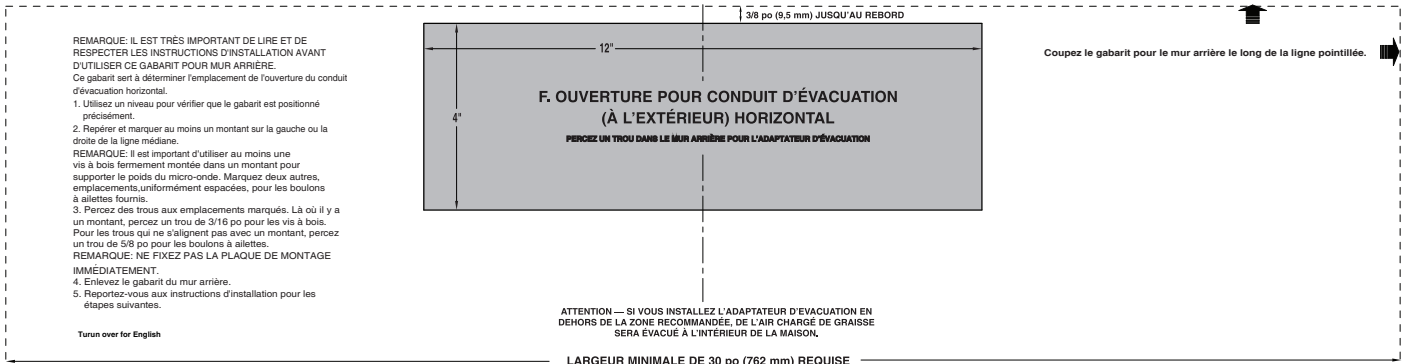 3/8 po (9,5 mm) JUSQU'AU REBORD
REMARQUE: IL EST TRÈS IMPORTANT DE LIRE ET DE
RESPECTER LES INSTRUCTIONS D'INSTALLATION AVANT
D'UTILISER CE GABARIT POUR MUR ARRIÈRE.
Ce gabarit sert à déterminer l'emplacement de l'ouverture du conduit
d'évacuation horizontal.
1. Utilisez un niveau pour vérifier que le gabarit est positionné
précisément.
2. Repérer et marquer au moins un montant sur la gauche ou la
droite de la ligne médiane.
REMARQUE: Il est important d'utiliser au moins une
vis à bois fermement montée dans un montant pour
supporter le poids du micro-onde. Marquez deux autres,
emplacements,uniformément espacées, pour les boulons
à ailettes fournis.
3. Percez des trous aux emplacements marqués. Là où il y a
un montant, percez un trou de 3/16 po pour les vis à bois.
Pour les trous qui ne s'alignent pas avec un montant, percez
un trou de 5/8 po pour les boulons à ailettes.
REMARQUE: NE FIXEZ PAS LA PLAQUE DE MONTAGE
IMMÉDIATEMENT.
4. Enlevez le gabarit du mur arrière.
5. Reportez-vous aux instructions d'installation pour les
étapes suivantes.
Turun over for English
12"
4"
F. OUVERTURE POUR CONDUIT D'ÉVACUATION
(À L'EXTÉRIEUR) HORIZONTAL
PERCEZ UN TROU DANS LE MUR ARRIÈRE POUR L'ADAPTATEUR D'ÉVACUATION
Coupez le gabarit pour le mur arrière le long de la ligne pointillée.
ATTENTION — SI VOUS INSTALLEZ L'ADAPTATEUR D'EVACUATION EN
DEHORS DE LA ZONE RECOMMANDÉE, DE L'AIR CHARGÉ DE GRAISSE
SERA ÉVACUÉ À L'INTÉRIEUR DE LA MAISON.
LARGEUR MINIMALE DE 30 po (762 mm) REQUISE